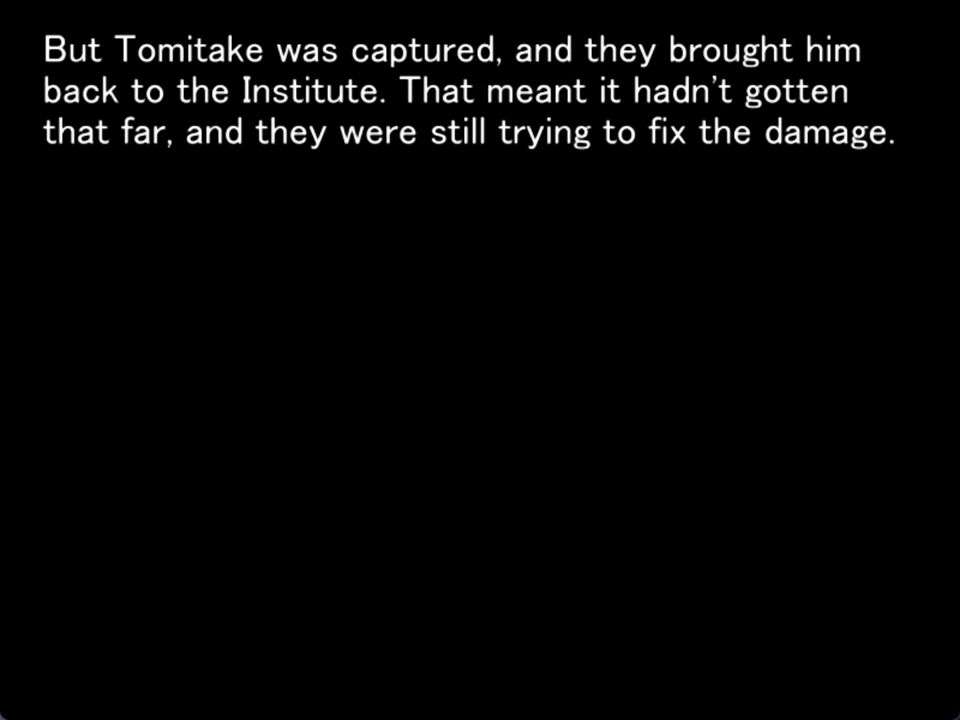 But Tomitake was captured, and they brought him
back to the Institute. That meant it hadn't gotten
that far, and they were still trying to fix the damage.